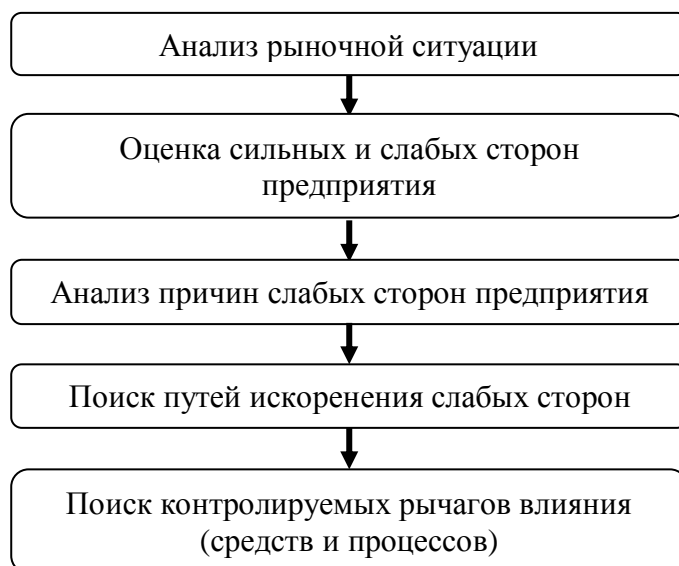 Анализ рыночной ситуации
Оценка сильных и слабых сторон
предприятия
Анализ причин слабых сторон предприятия
Поиск путей искоренения слабых сторон
Поиск контролируемых рычагов влияния
(средств и процессов)